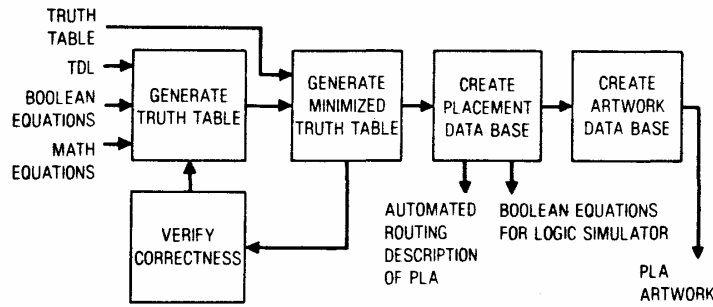 TRUTH
TABLE
TDL
BOOLEAN
EQUATIONS
MATH
EQUATIONS
GENERATE
TRUTH TABLE
GENERATE
MINIMIZED
TRUTH TABLE
CREATE
PLACEMENT
DATA BASE
CREATE
ARTWORK
DATA BASE
VERIFY
CORRECTNESS
AUTOMATED
ROUTING
DESCRIPTION
OF PLA
BOOLEAN EQUATIONS
FOR LOGIC SIMULATOR
PLA
ARTWORK